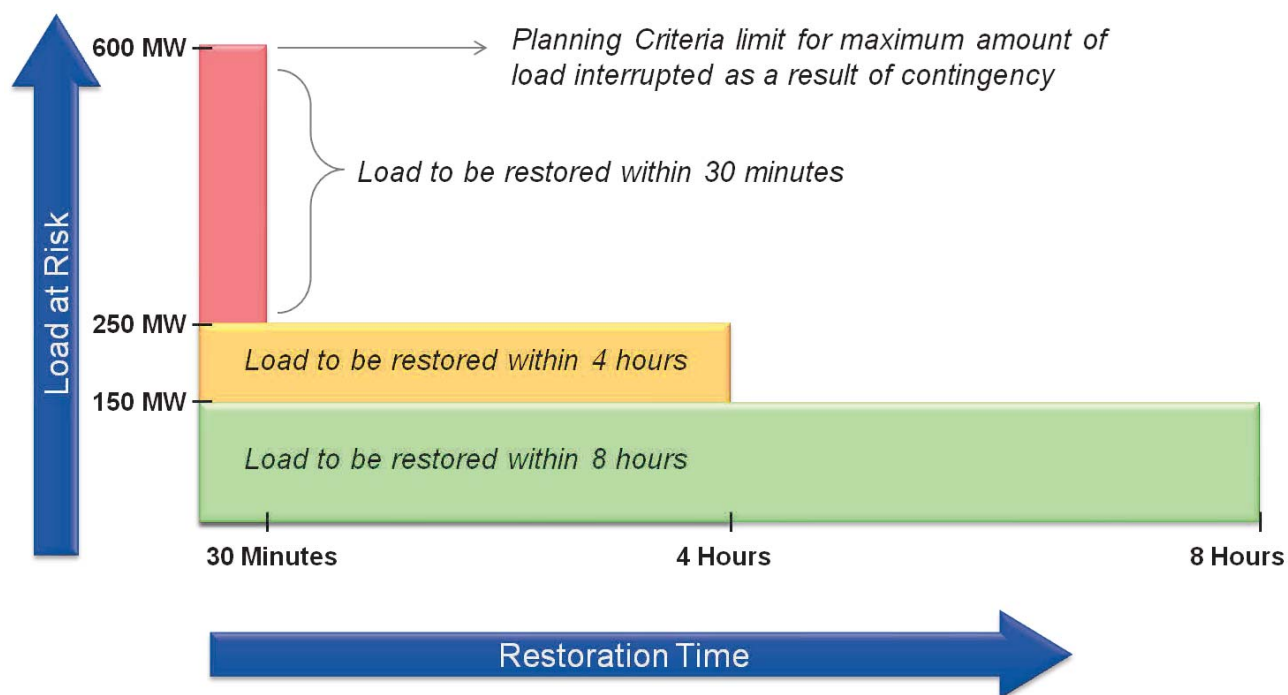 600 MW
Planning Criteria limit for maximum amount of
load interrupted as a result of contingency
Load to be restored within 30 minutes
Load at Risk
250 MW
Load to be restored within 4 hours
150 MW
Load to be restored within 8 hours
30 Minutes
4 Hours
8 Hours
Restoration Time